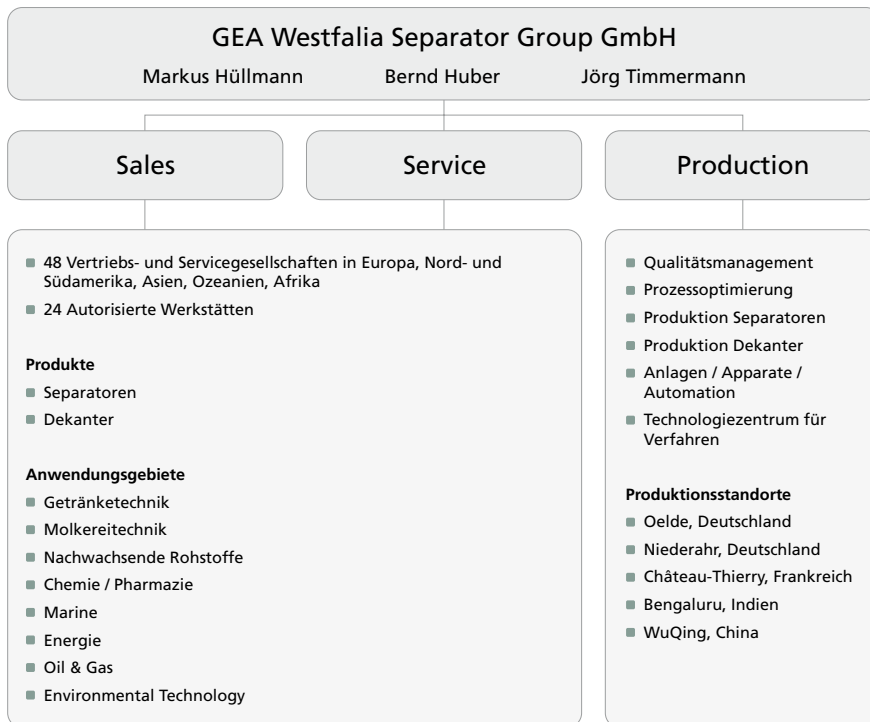 GEA Westfalia Separator Group GmbH
Markus Hüllmann Bernd Huber Jörg Timmermann
Sales
Service
Production
48 Vertriebs- und Servicegesellschaften in Europa, Nord- und
Südamerika, Asien, Ozeanien, Afrika
24 Autorisierte Werkstätten
Produkte
Separatoren
Dekanter
Anwendungsgebiete
Getränketechnik
Molkereitechnik
Nachwachsende Rohstoffe
Chemie / Pharmazie
Marine
Energie
Oil & Gas
Environmental Technology
Qualitätsmanagement
Prozessoptimierung
Produktion Separatoren
Produktion Dekanter
Anlagen / Apparate /
Automation
Technologiezentrum für
Verfahren
Produktionsstandorte
Oelde, Deutschland
Niederahr, Deutschland
Château-Thierry, Frankreich
Bengaluru, Indien
WuQing, China